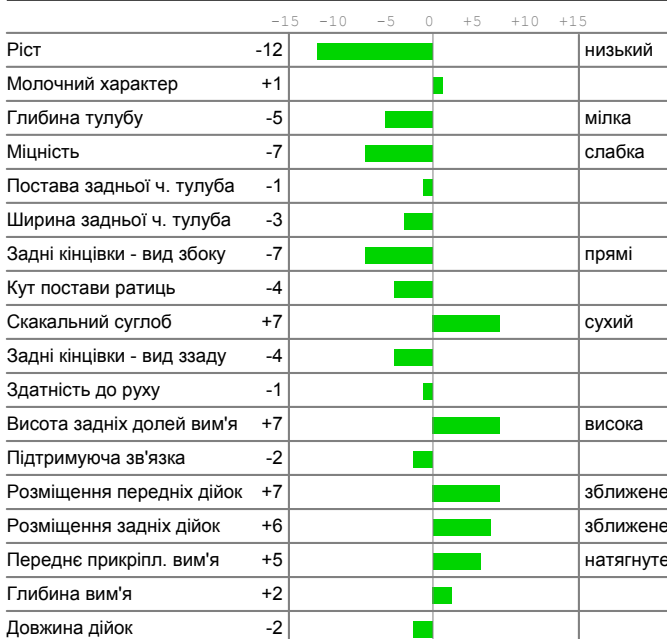 -15 -10 -5 0 +5 +10 +15
Ріст -12 низький
Молочний характер +1
Глибина тулубу -5 мілка
Міцність -7 слабка
Постава задньої ч. тулуба -1
Ширина задньої ч. тулуба -3
Задні кінцівки - вид збоку -7 прямі
Кут постави ратиць -4
Скакальний суглоб +7 сухий
Задні кінцівки - вид ззаду -4
Здатність до руху -1
Висота задніх долей вим'я +7 висока
Підтримуюча зв'язка -2
Розміщення передніх дійок +7 зближене
Розміщення задніх дійок +6 зближене
Переднє прикріпл. вим'я +5 натягнуте
Глибина вим'я +2
Довжина дійок -2